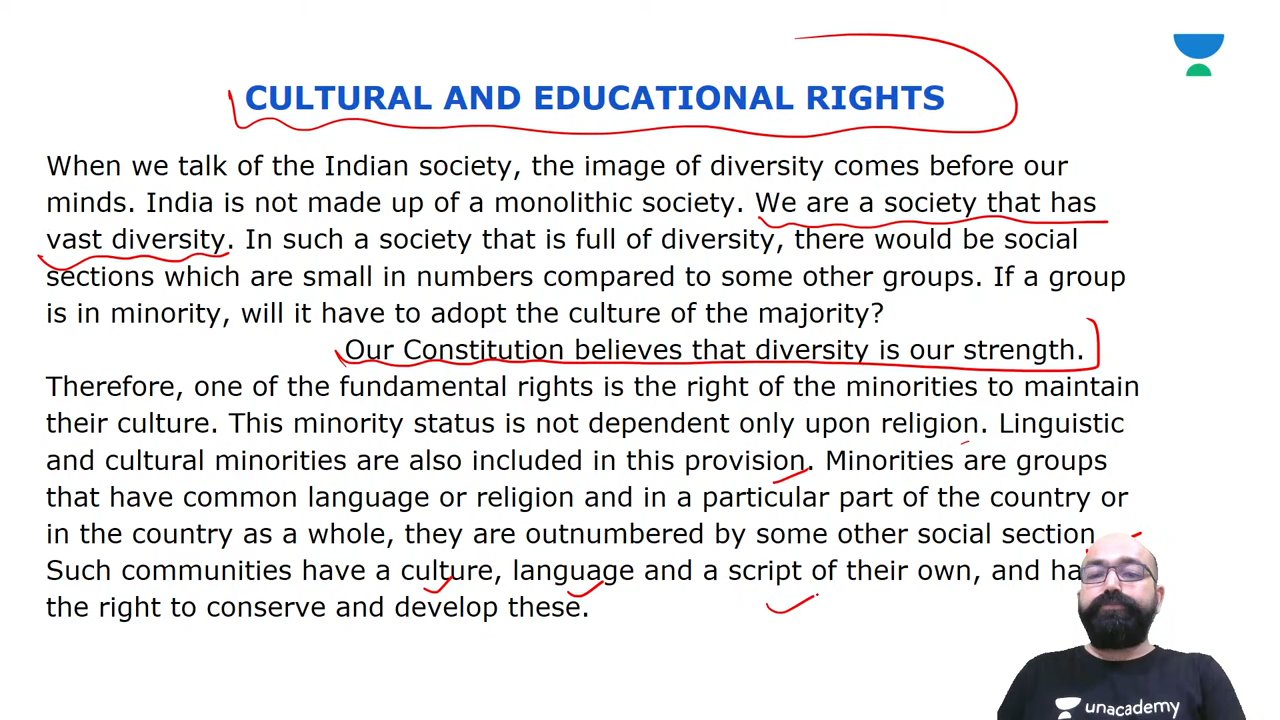 CULTURAL AND EDUCATIONAL RIGHTS
When we talk of the Indian society, the image of diversity comes before our
minds. India is not made up of a monolithic society. We are a society that has
vast diversity. In such a society that is full of diversity, there would be social
sections which are small in numbers compared to some other groups. If a group
is in minority, will it have to adopt the culture of the majority?
Our Constitution believes that diversity is our strength.
Therefore, one of the fundamental rights is the right of the minorities to maintain
their culture. This minority status is not dependent only upon religion. Linguistic
and cultural minorities are also included in this provision. Minorities are groups
that have common language or religion and in a particular part of the country or
in the country as a whole, they are outnumbered by some other social section
Such communities have a culture, language and a script of their own, and
the right to conserve and develop these.
unacademy